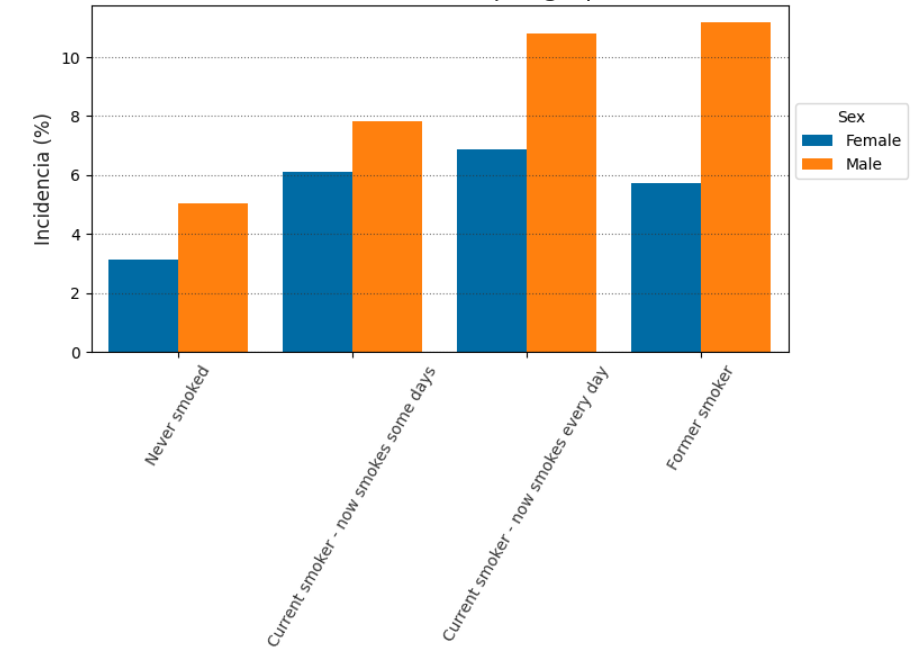 Incidencia (%)
10
8
6
4
2
0
Sex
Female
Male
Never smoked
Current smoker - now smokes some days
Current smoker - now smokes every day
Former smoker